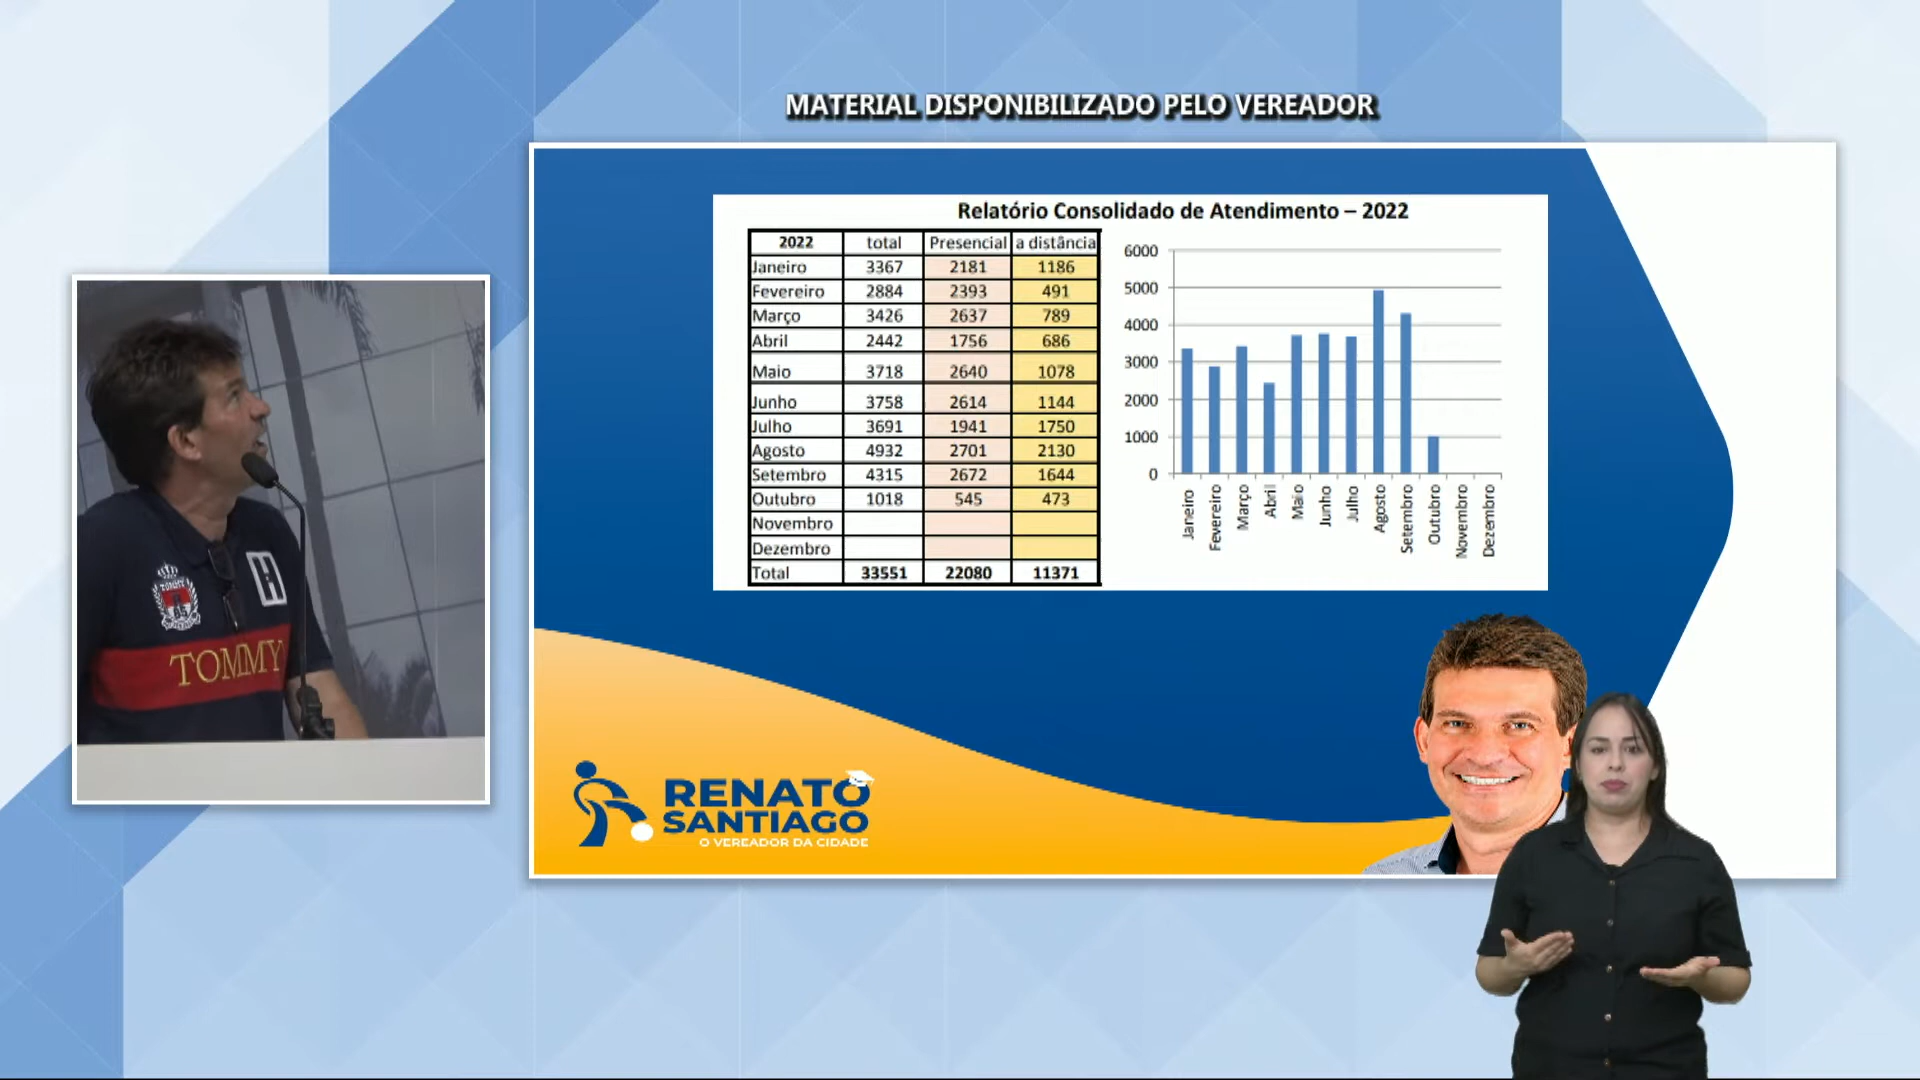 MATERIAL DISPONIBILIZADO PELO VEREADOR
Relatório Consolidado de Atendimento – 2022
2022 total Presencial a distância
Janeiro 3367 2181 1186
Fevereiro 2884 2393 491
Março 3426 2637 789
Abril 2442 1756 686
Maio 3718 2640 1078
Junho 3758 2614 1144
Julho 3691 1941 1750
Agosto 4932 2701 2130
Setembro 4315 2672 1644
Outubro 1018 545 473
Novembro
Dezembro
Total 33551 22080 11371
6000
5000
4000
3000
2000
1000
0
Janeiro
Fevereiro
Março
Abril
Maio
Junho
Julho
Agosto
Setembro
Outubro
Novembro
Dezembro
TOMMY
H
TOMMY
RENATO
SANTIAGO
O VEREADOR DA CIDADE